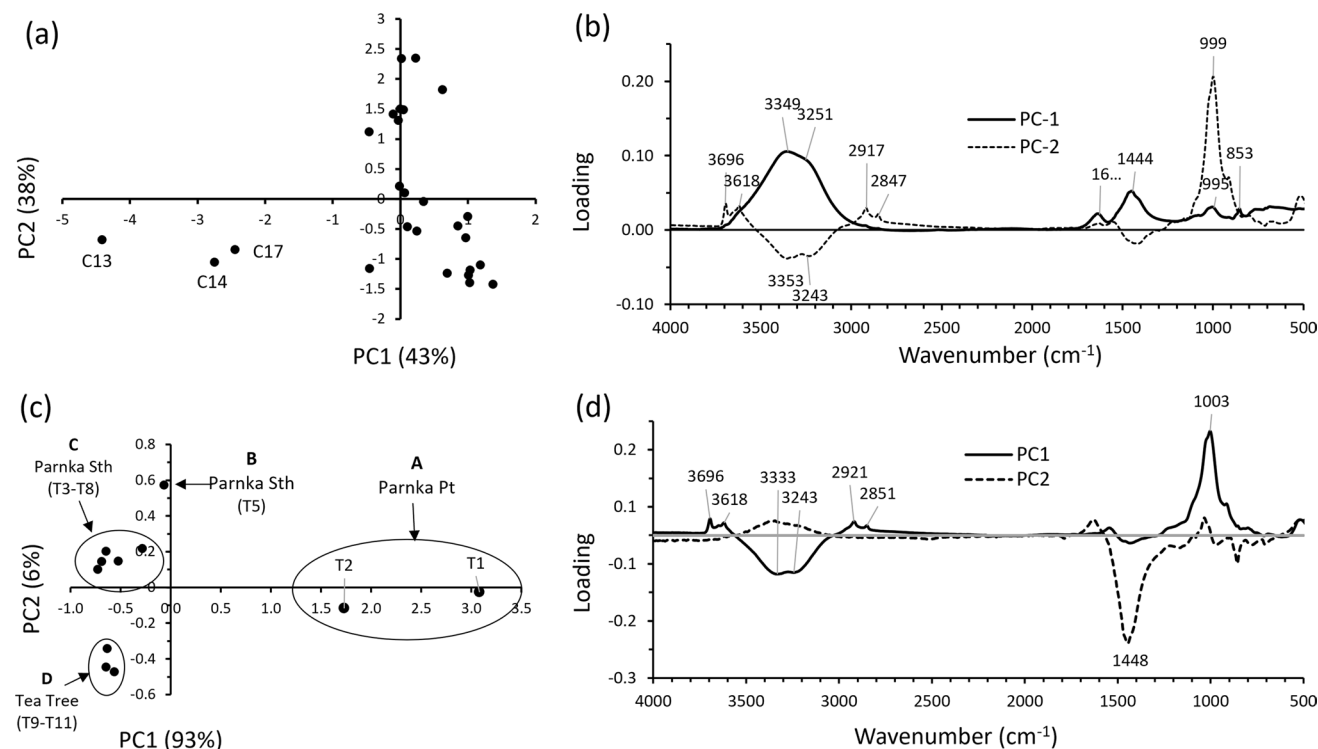 (a)
3
2.5
2
1.5
1
0.5
0
-0.5
-1
-1.5
-2
-5 -4 -3 -2 -1 0 1 2
C13
C14
C17
PC2 (38%)
PC1 (43%)
(b)
Loading
0.20
0.10
0.00
-0.10
999
3349
3251
PC-1
PC-2
3696
3618
2917
2847
16...
1444
995
853
3353
3243
4000 3500 3000 2500 2000 1500 1000 500
Wavenumber (cm-1)
(c)
0.8
0.6
0.4
0.2
0
-0.2
-0.4
-0.6
C
Parnka Sth
(T3-T8)
B
Parnka Sth
(T5)
A
Parnka Pt
T2
T1
-1.0 -0.5 0.0 0.5 1.0 1.5 2.0 2.5 3.0 3.5
D
Tea Tree
(T9-T11)
PC2 (6%)
PC1 (93%)
(d)
Loading
0.2
0.1
-0.1
-0.2
-0.3
1003
PC1
PC2
3696
3618
3333
3243
2921
2851
1448
4000 3500 3000 2500 2000 1500 1000 500
Wavenumber (cm-1)